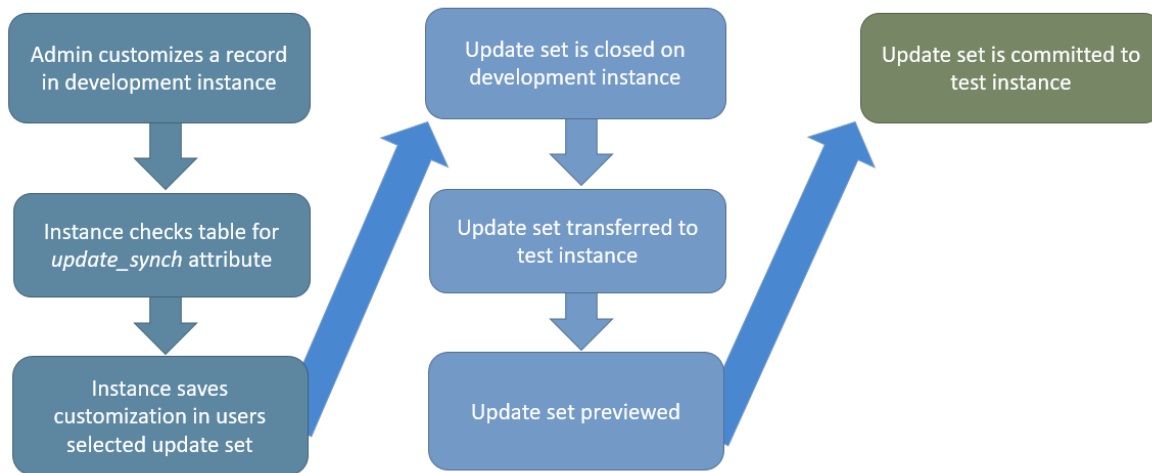 Admin customizes a record
in development instance
Instance checks table for
update_synch attribute
Instance saves
customization in users
selected update set
Update set is closed on
development instance
Update set transferred to
test instance
Update set previewed
Update set is committed to
test instance